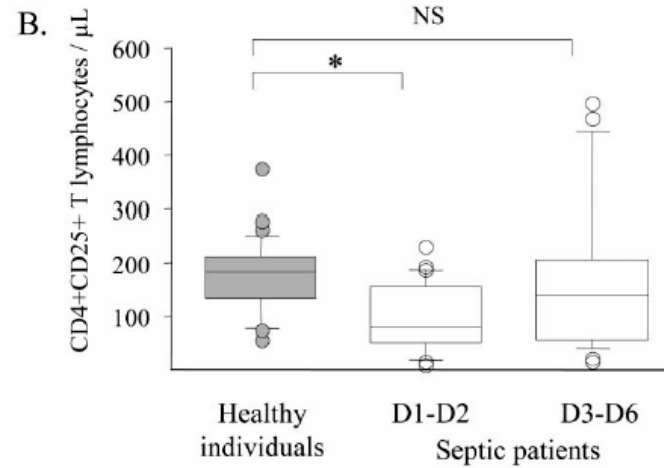 B.
NS
CD4+CD25+ T lymphocytes / µL
600
500
400
300
200
100
*
Healthy
individuals
D1-D2
D3-D6
Septic patients